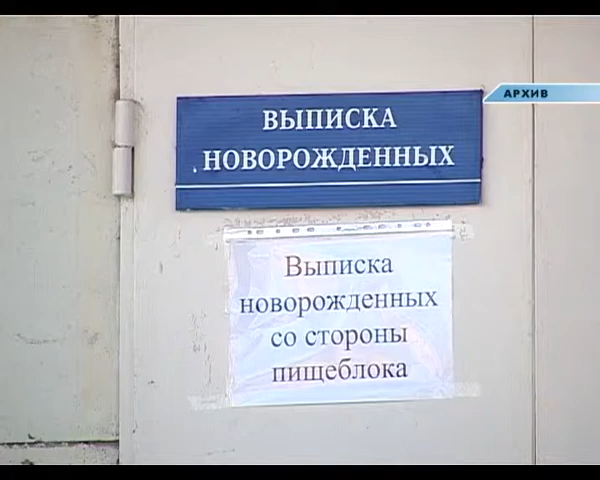 АРХИВ
ВЫПИСКА
НОВОРОЖДЕННЫХ
Выписка
новорожденных
со стороны
пищеблока